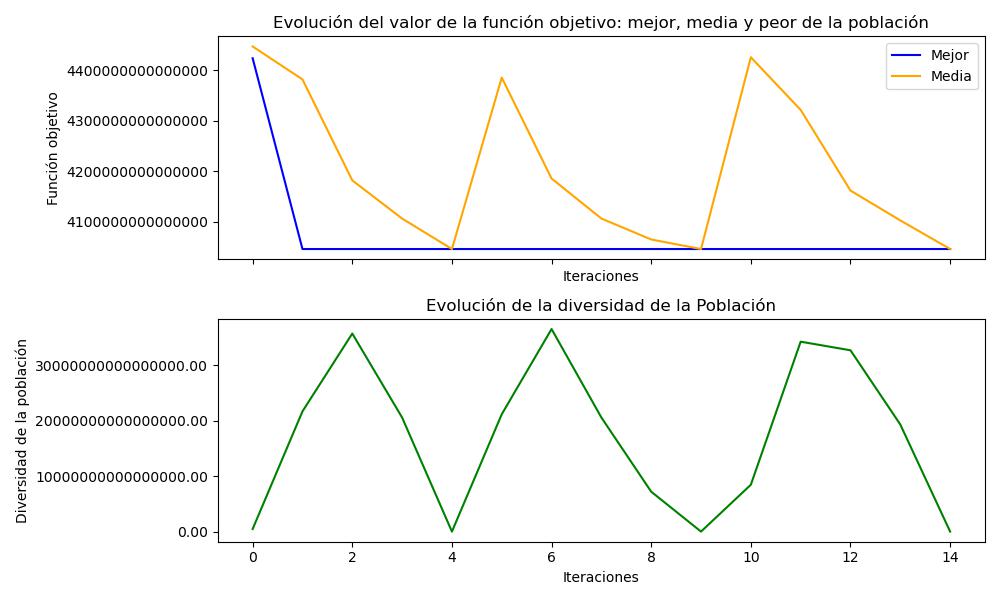 Evolución del valor de la función objetivo: mejor, media y peor de la población
Mejor
Media
Función objetivo
4400000000000000
4300000000000000
4200000000000000
4100000000000000
Iteraciones
Evolución de la diversidad de la Población
Diversidad de la población
30000000000000000.00
20000000000000000.00
10000000000000000.00
0.00
0 2 4 6 8 10 12 14
Iteraciones